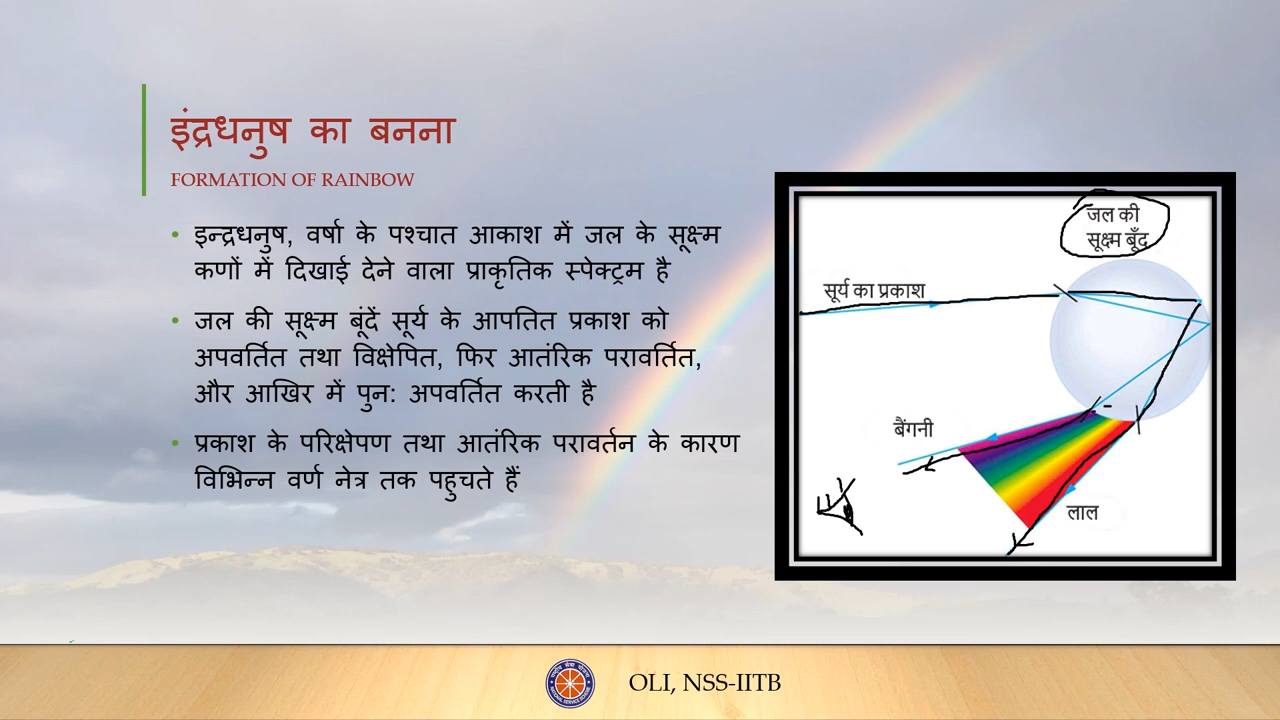 इंद्रधनुष का बनना
FORMATION OF RAINBOW
• इन्द्रधनुष, वर्षा के पश्चात आकाश में जल के सूक्ष्म
कणों में दिखाई देने वाला प्राकृतिक स्पेक्ट्रम है
• जल की सूक्ष्म बूंदें सूर्य के आपतित प्रकाश को
अपवर्तित तथा विक्षेपित, फिर आतंरिक परावर्तित,
और आखिर में पुन: अपवर्तित करती है
• प्रकाश के परिक्षेपण तथा आतंरिक परावर्तन के कारण
विभिन्न वर्ण नेत्र तक पहुचते हैं
जल की
सूक्ष्म बूँद
सूर्य का प्रकाश
बैंगनी
लाल
OLI, NSS-IITB